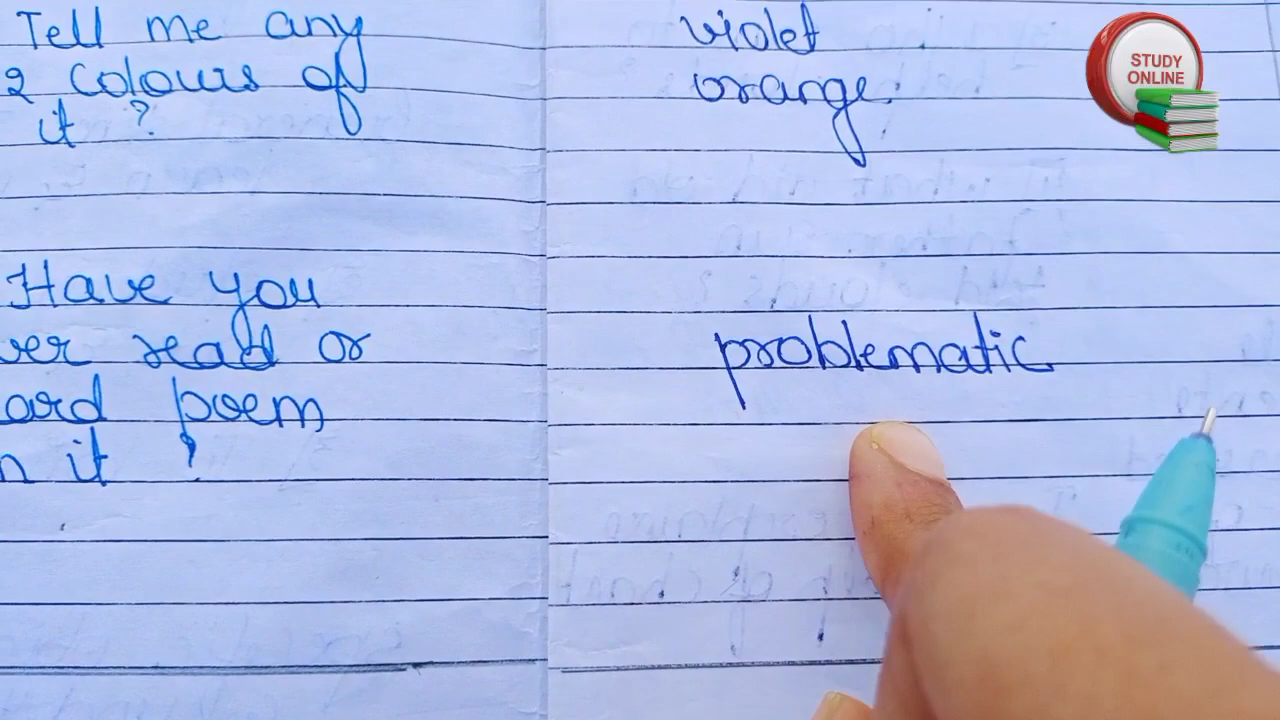 Tell me any
2 colours of
it ?
Have you
ver read or
ard poem
n it ?
violet
orange.
problematic
STUDY
ONLINE